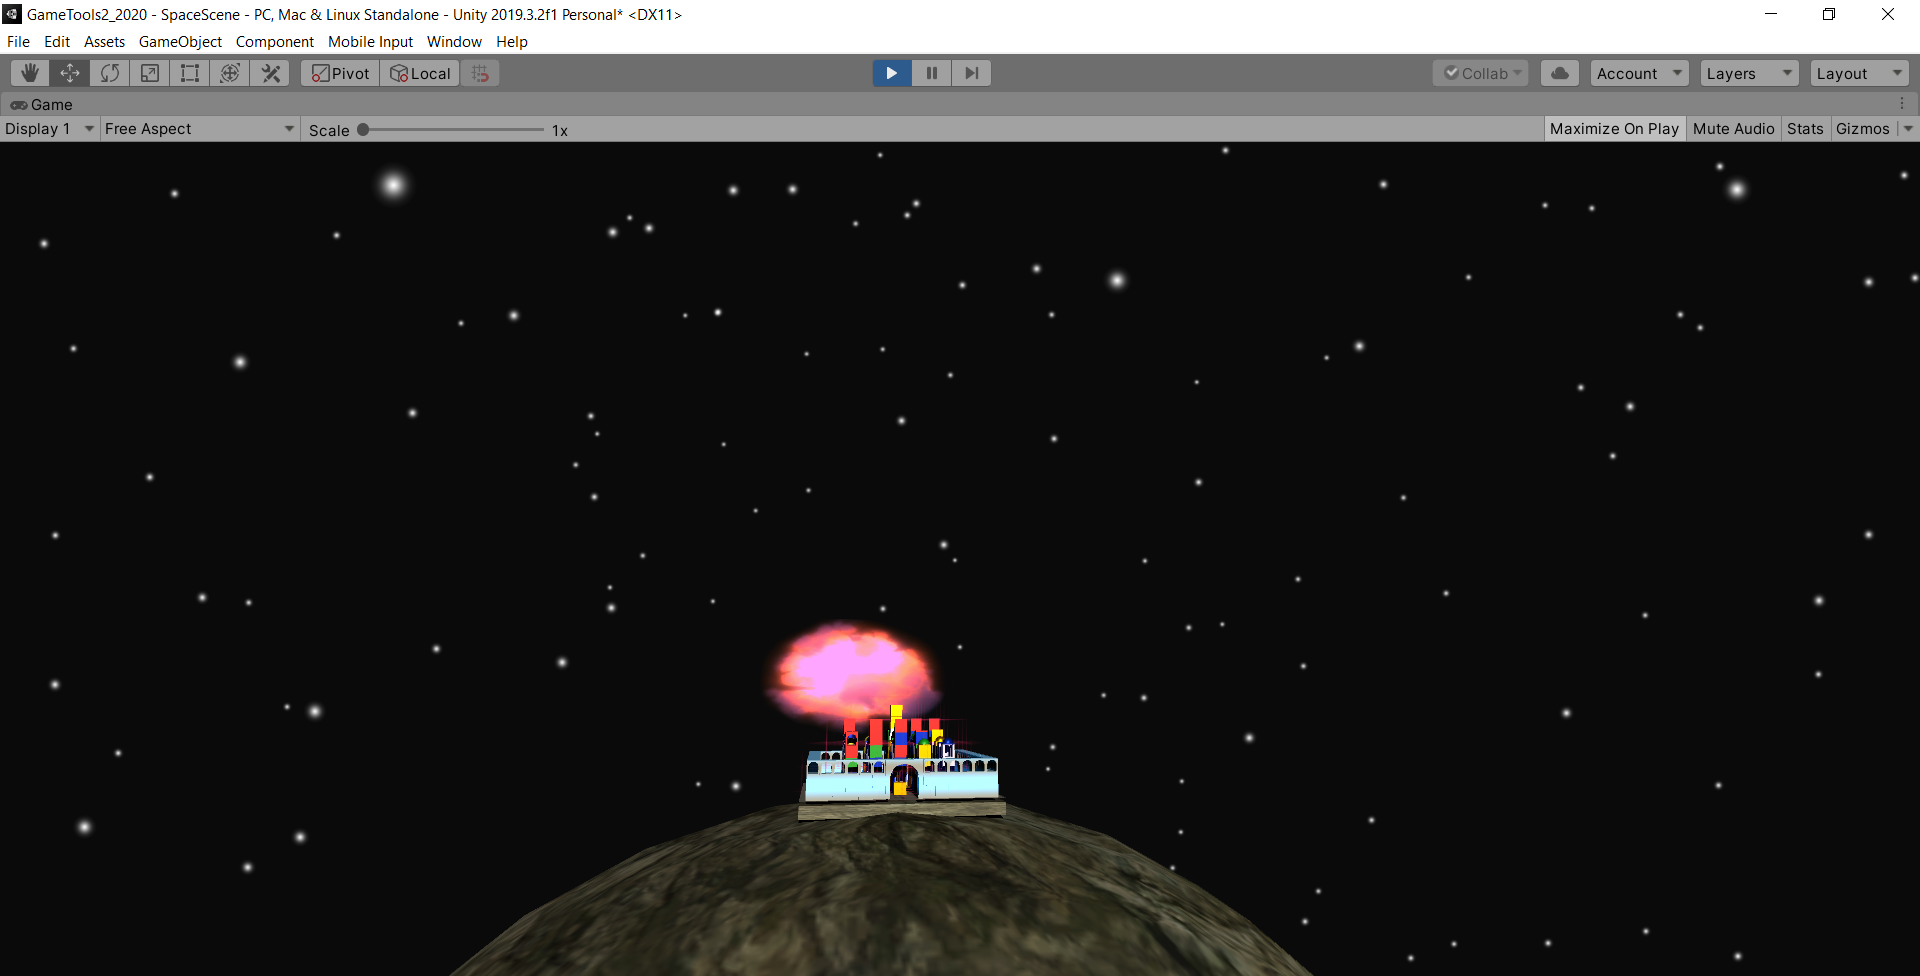 GameTools2_2020 - SpaceScene - PC, Mac & Linux Standalone - Unity 2019.3.2f1 Personal* <DX11>
File Edit Assets GameObject Component Mobile Input Window Help
Pivot Local Collab Account Layers Layout
Game
Display 1 Free Aspect Scale 1x Maximize On Play Mute Audio Stats Gizmos